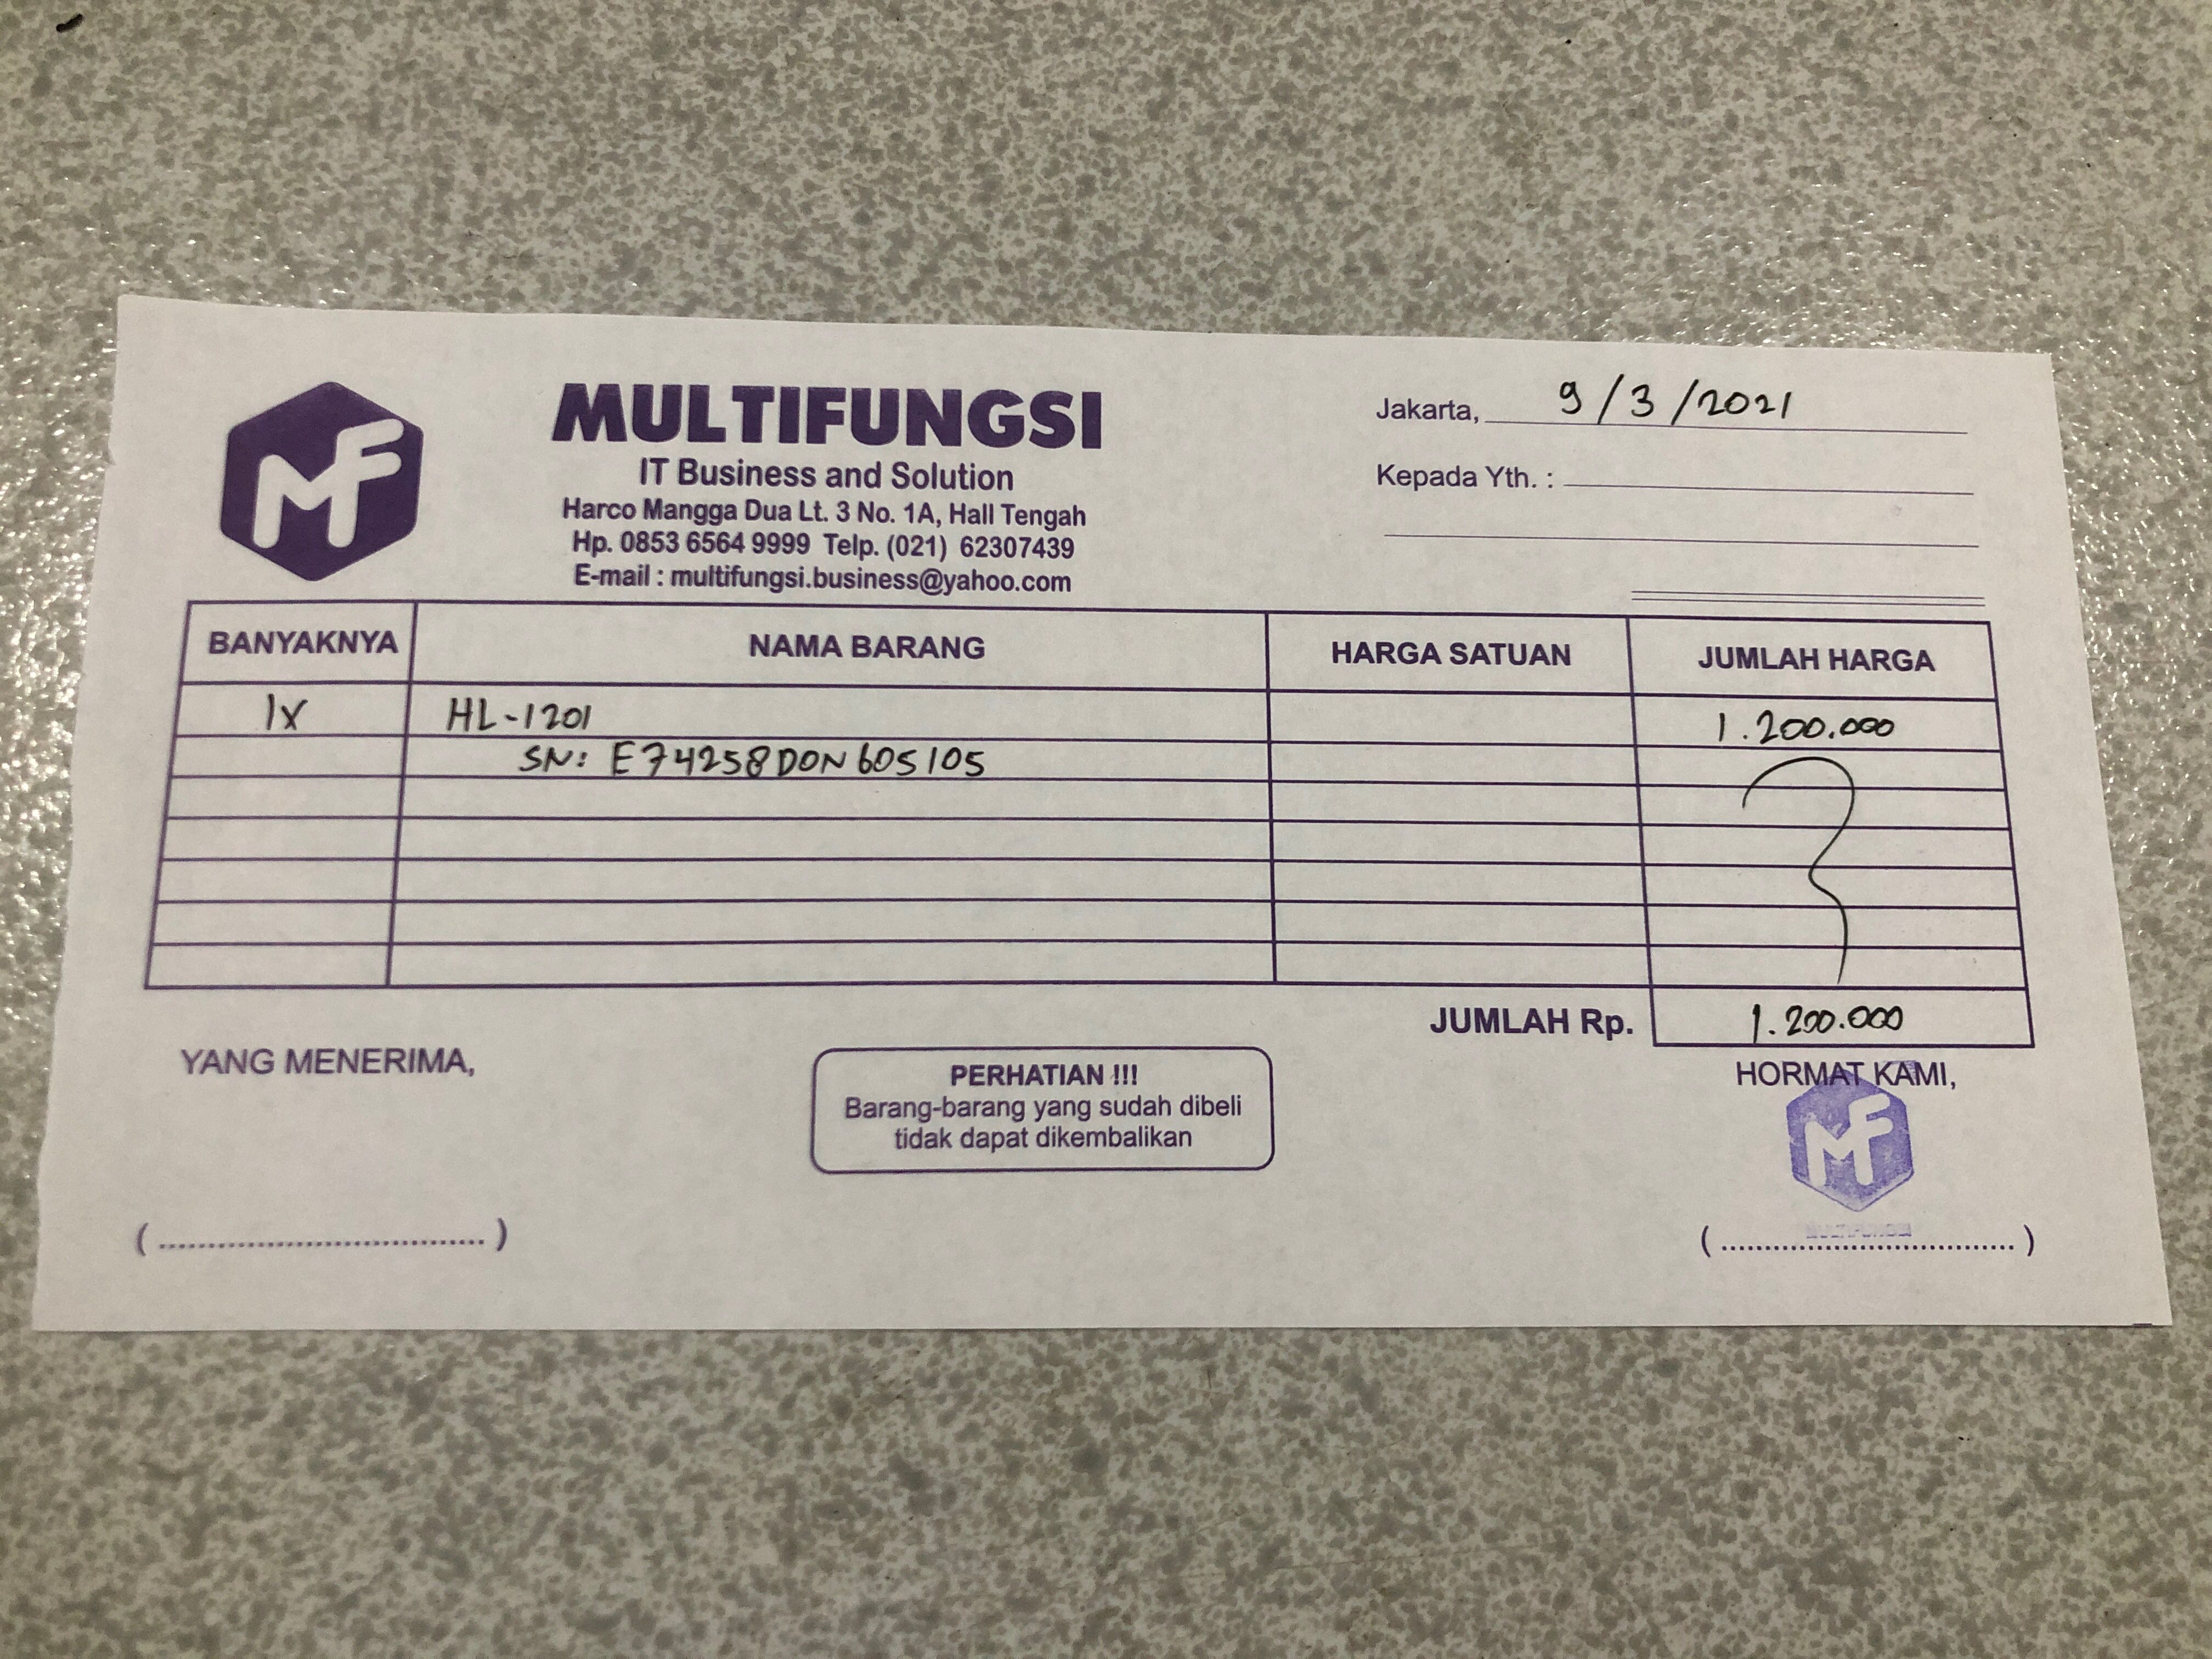 MF
MULTIFUNGSI
IT Business and Solution
Harco Mangga Dua Lt. 3 No. 1A, Hall Tengah
Hp. 0853 6564 9999 Telp. (021) 62307439
E-mail : multifungsi.business@yahoo.com
Jakarta, 9/3/2021
Kepada Yth. :
BANYAKNYA NAMA BARANG HARGA SATUAN JUMLAH HARGA
1x HL-1201 1.200.000
SN: E74258D0N605105
JUMLAH Rp. 1.200.000
YANG MENERIMA,
PERHATIAN !!!
Barang-barang yang sudah dibeli
tidak dapat dikembalikan
HORMAT KAMI,
MF
MULTIFUNGSI
(.................................)
(.................................)